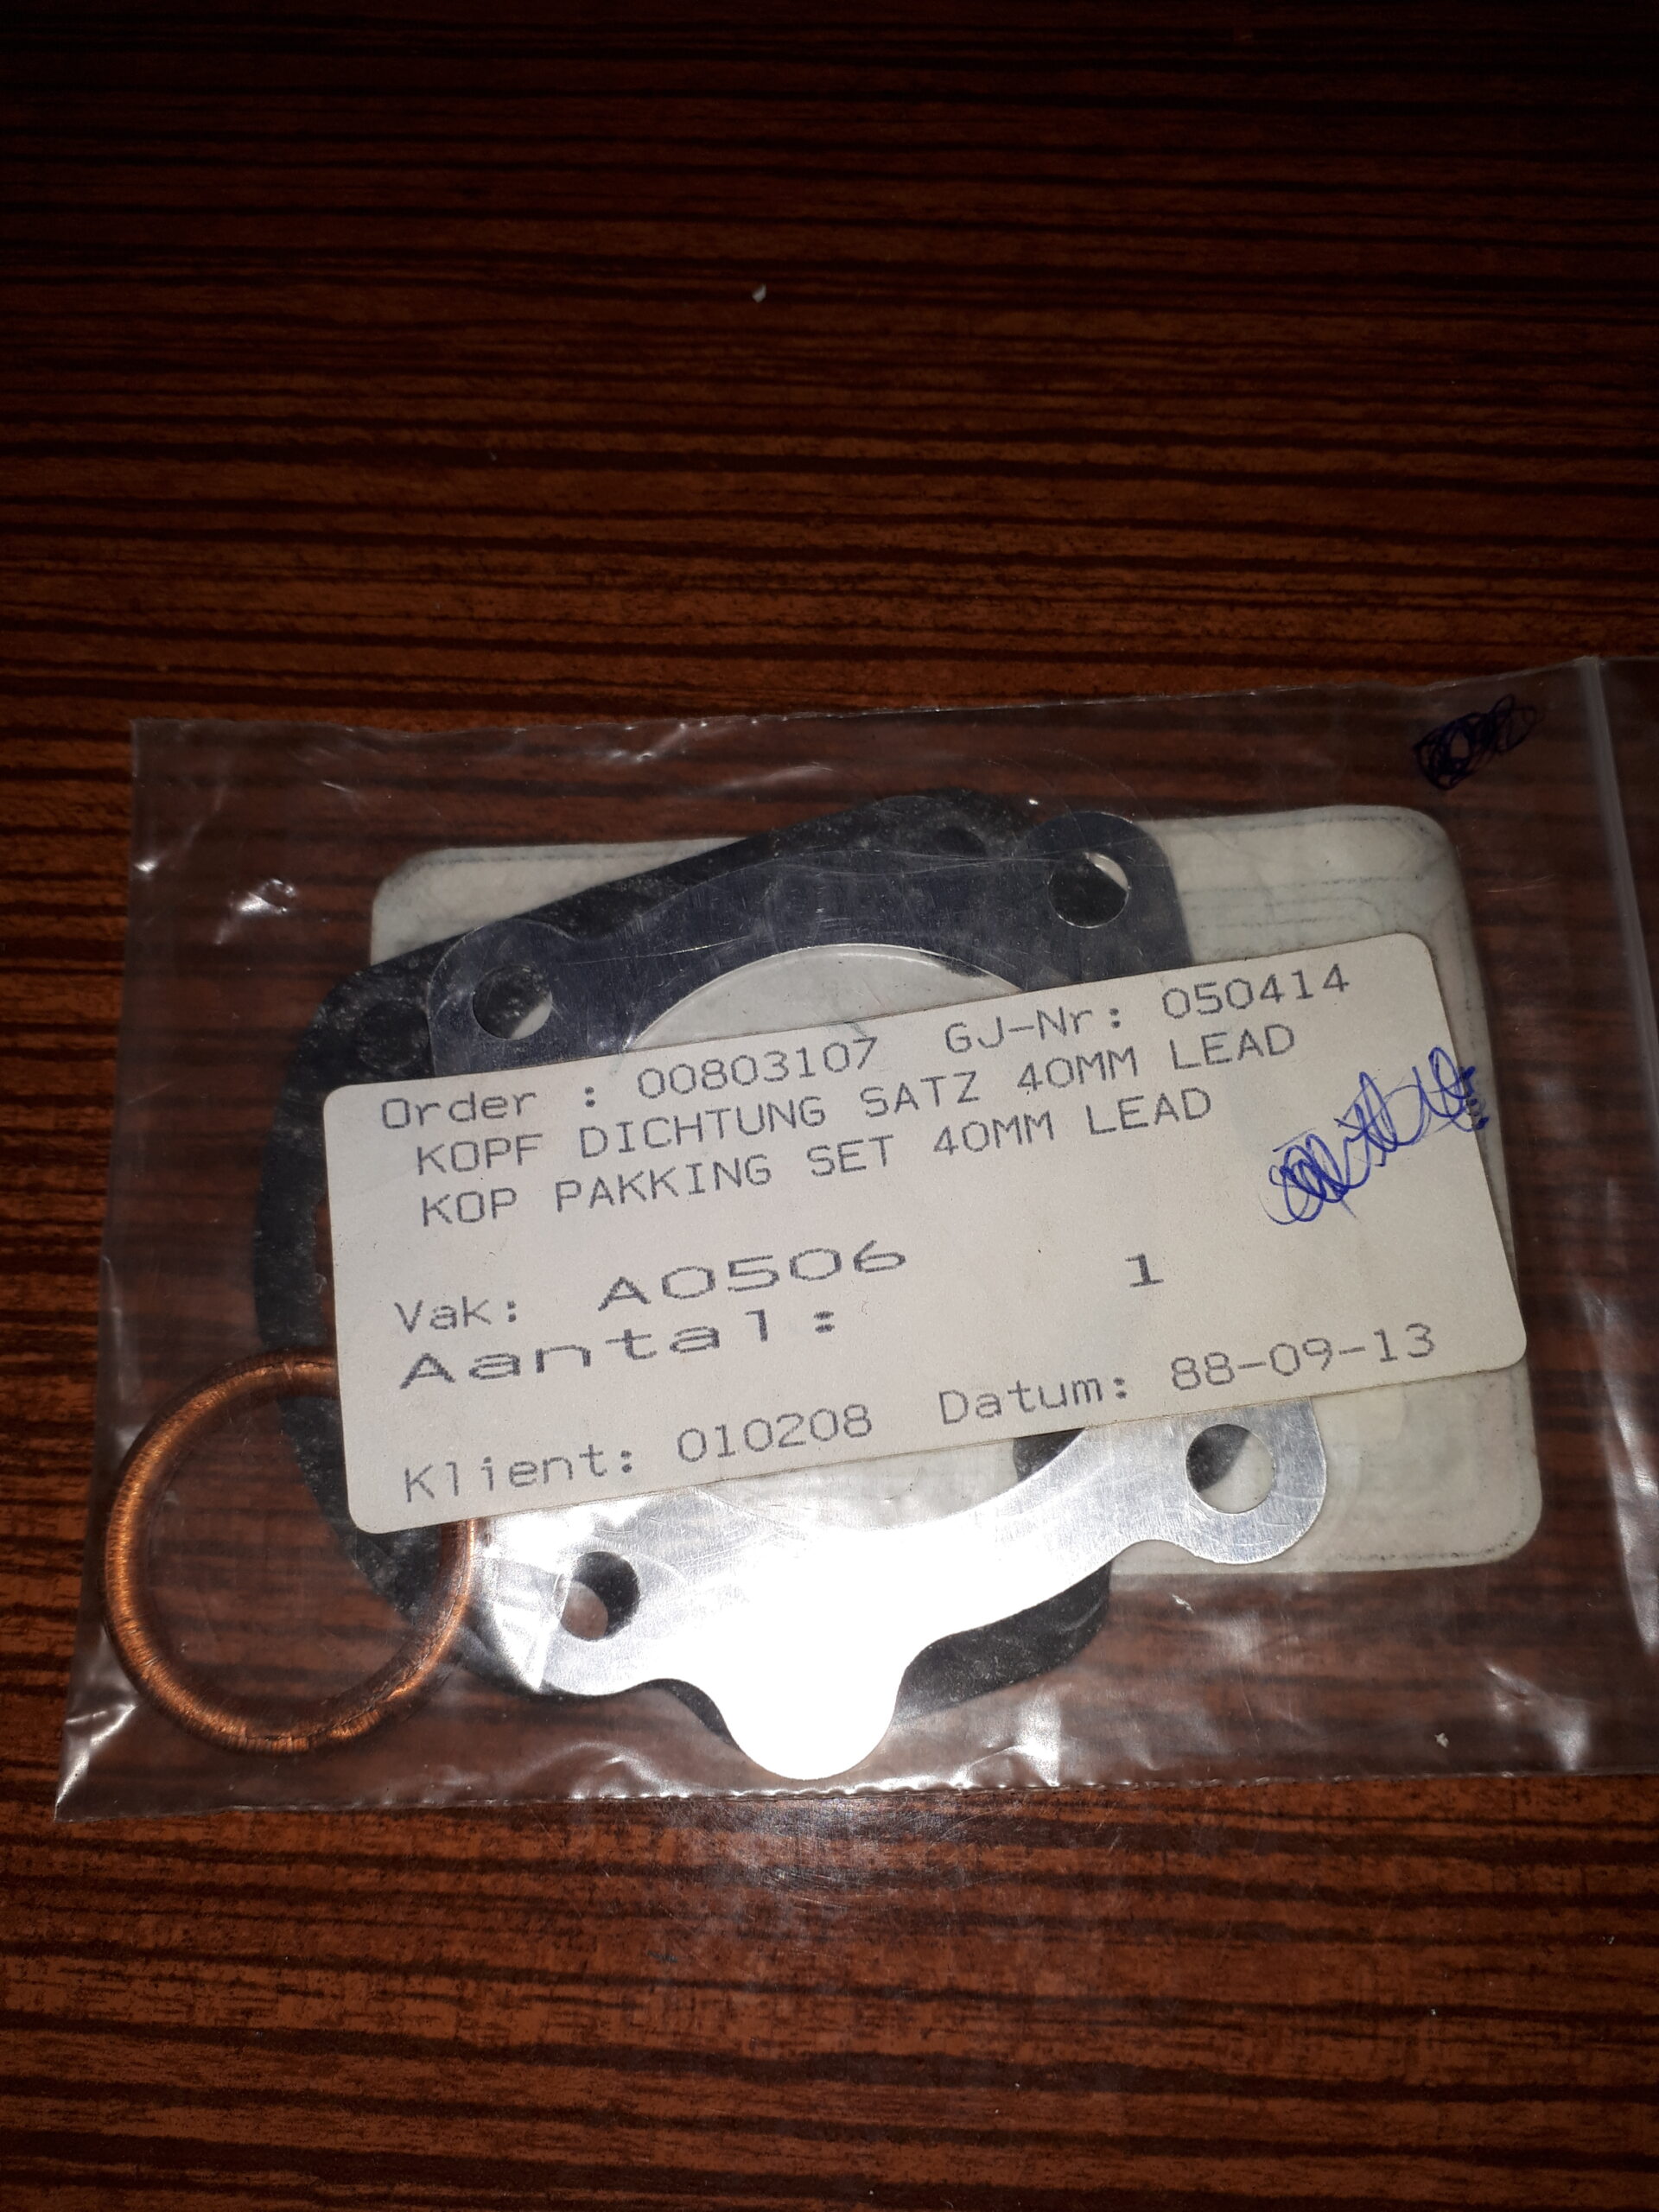 Order : 00803107 GJ-Nr: 050414
KOPF DICHTUNG SATZ 40MM LEAD
KOP PAKKING SET 40MM LEAD
Vak: A0506
Aantal: 1
Klient: 010208 Datum: 88-09-13